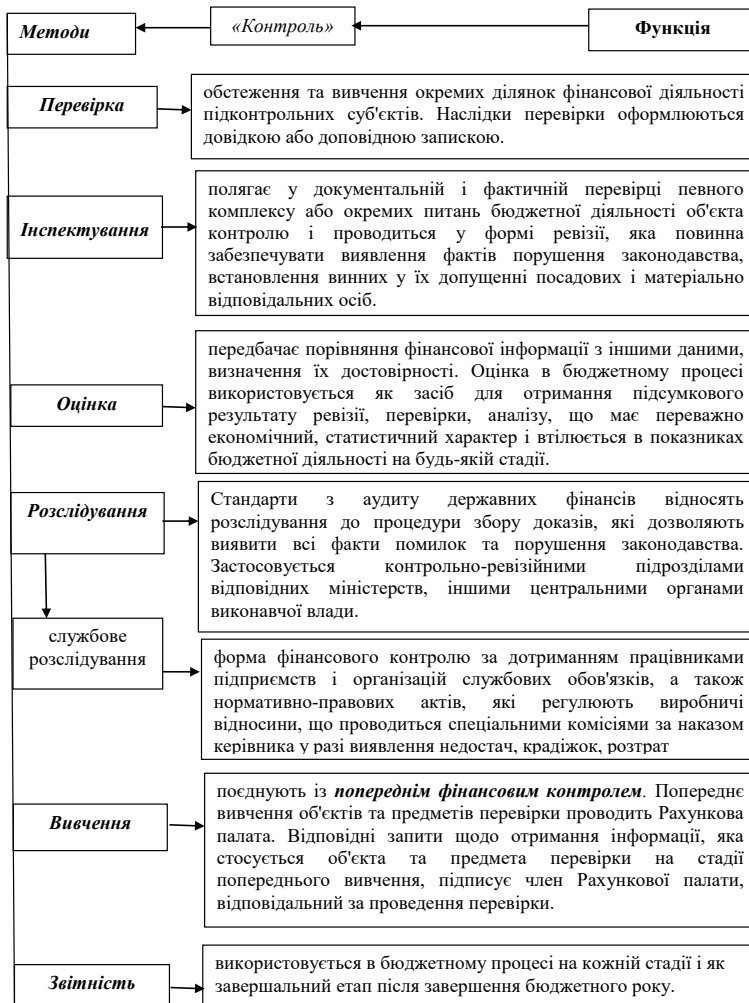 Методи
«Контроль»
Функція
Перевірка
обстеження та вивчення окремих ділянок фінансової діяльності
підконтрольних суб'єктів. Наслідки перевірки оформлюються
довідкою або доповідною запискою.
Інспектування
полягає у документальній і фактичній перевірці певного
комплексу або окремих питань бюджетної діяльності об'єкта
контролю і проводиться у формі ревізії, яка повинна
забезпечувати виявлення фактів порушення законодавства,
встановлення винних у їх допущенні посадових і матеріально
відповідальних осіб.
Оцінка
передбачає порівняння фінансової інформації з іншими даними,
визначення їх достовірності. Оцінка в бюджетному процесі
використовується як засіб для отримання підсумкового
результату ревізії, перевірки, аналізу, що має переважно
економічний, статистичний характер і втілюється в показниках
бюджетної діяльності на будь-якій стадії.
Розслідування
Стандарти з аудиту державних фінансів відносять
розслідування до процедури збору доказів, які дозволяють
виявити всі факти помилок та порушення законодавства.
Застосовується контрольно-ревізійними підрозділами
відповідних міністерств, іншими центральними органами
виконавчої влади.
службове
розслідування
форма фінансового контролю за дотриманням працівниками
підприємств і організацій службових обов'язків, а також
нормативно-правових актів, які регулюють виробничі
відносини, що проводиться спеціальними комісіями за наказом
керівника у разі виявлення недостач, крадіжок, розтрат
Вивчення
поєднують із попереднім фінансовим контролем. Попереднє
вивчення об'єктів та предметів перевірки проводить Рахункова
палата. Відповідні запити щодо отримання інформації, яка
стосується об'єкта та предмета перевірки на стадії
попереднього вивчення, підписує член Рахункової палати,
відповідальний за проведення перевірки.
Звітність
використовується в бюджетному процесі на кожній стадії і як
завершальний етап після завершення бюджетного року.